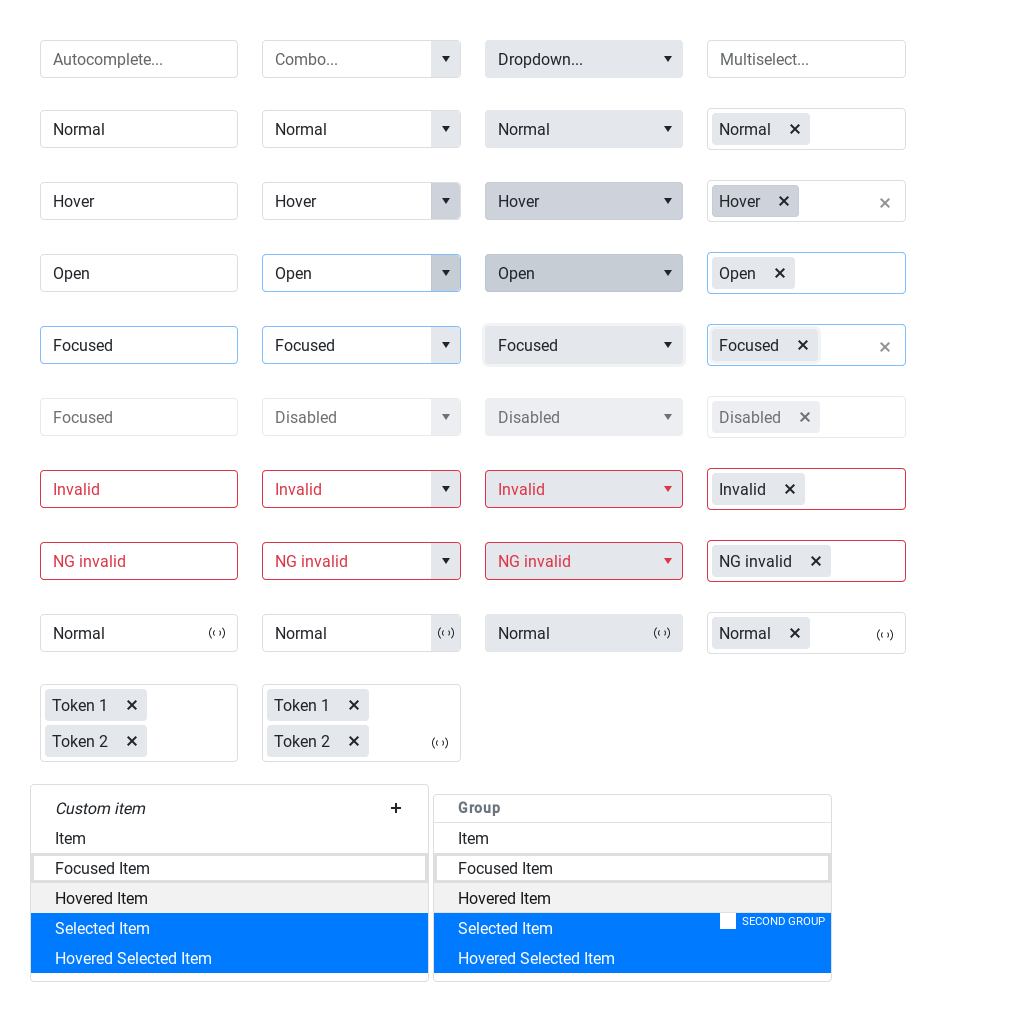 Autocomplete... Combo... Dropdown... Multiselect...
Normal Normal Normal Normal
Hover Hover Hover Hover
Open Open Open Open
Focused Focused Focused Focused
Focused Disabled Disabled Disabled
Invalid Invalid Invalid Invalid
NG invalid NG invalid NG invalid NG invalid
Normal Normal Normal Normal
Token 1 Token 1
Token 2 Token 2
Custom item
Item
Focused Item
Hovered Item
Selected Item
Hovered Selected Item
Group
Item
Focused Item
Hovered Item
Selected Item SECOND GROUP
Hovered Selected Item